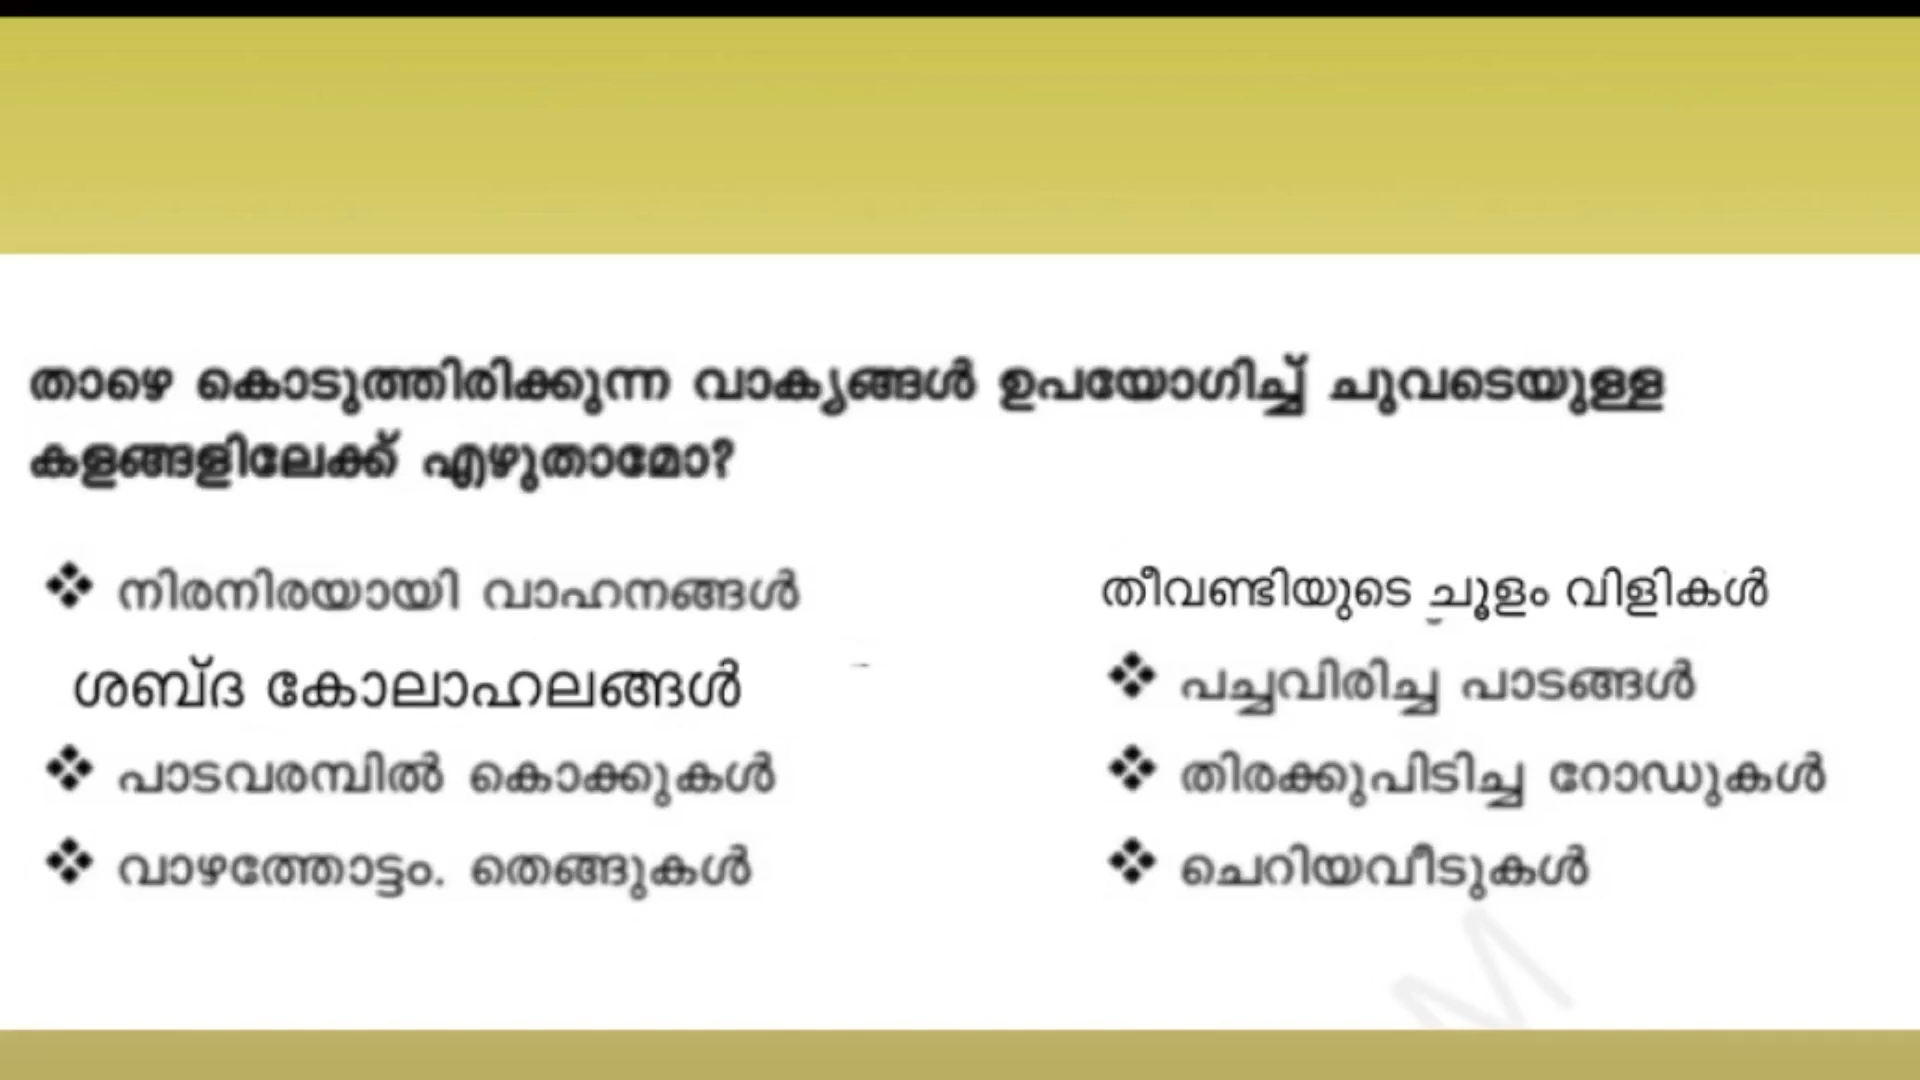 താഴെ കൊടുത്തിരിക്കുന്ന വാക്യങ്ങൾ ഉപയോഗിച്ച് ചുവടെയുള്ള
കളങ്ങളിലേക്ക് എഴുതാമോ?
❖ നിരനിരയായി വാഹനങ്ങൾ
ശബ്ദ കോലാഹലങ്ങൾ
❖ പാടവരമ്പിൽ കൊക്കുകൾ
❖ വാഴത്തോട്ടം. തെങ്ങുകൾ
തീവണ്ടിയുടെ ചൂളം വിളികൾ
❖ പച്ചവിരിച്ച പാടങ്ങൾ
❖ തിരക്കുപിടിച്ച റോഡുകൾ
❖ ചെറിയവീടുകൾ
M